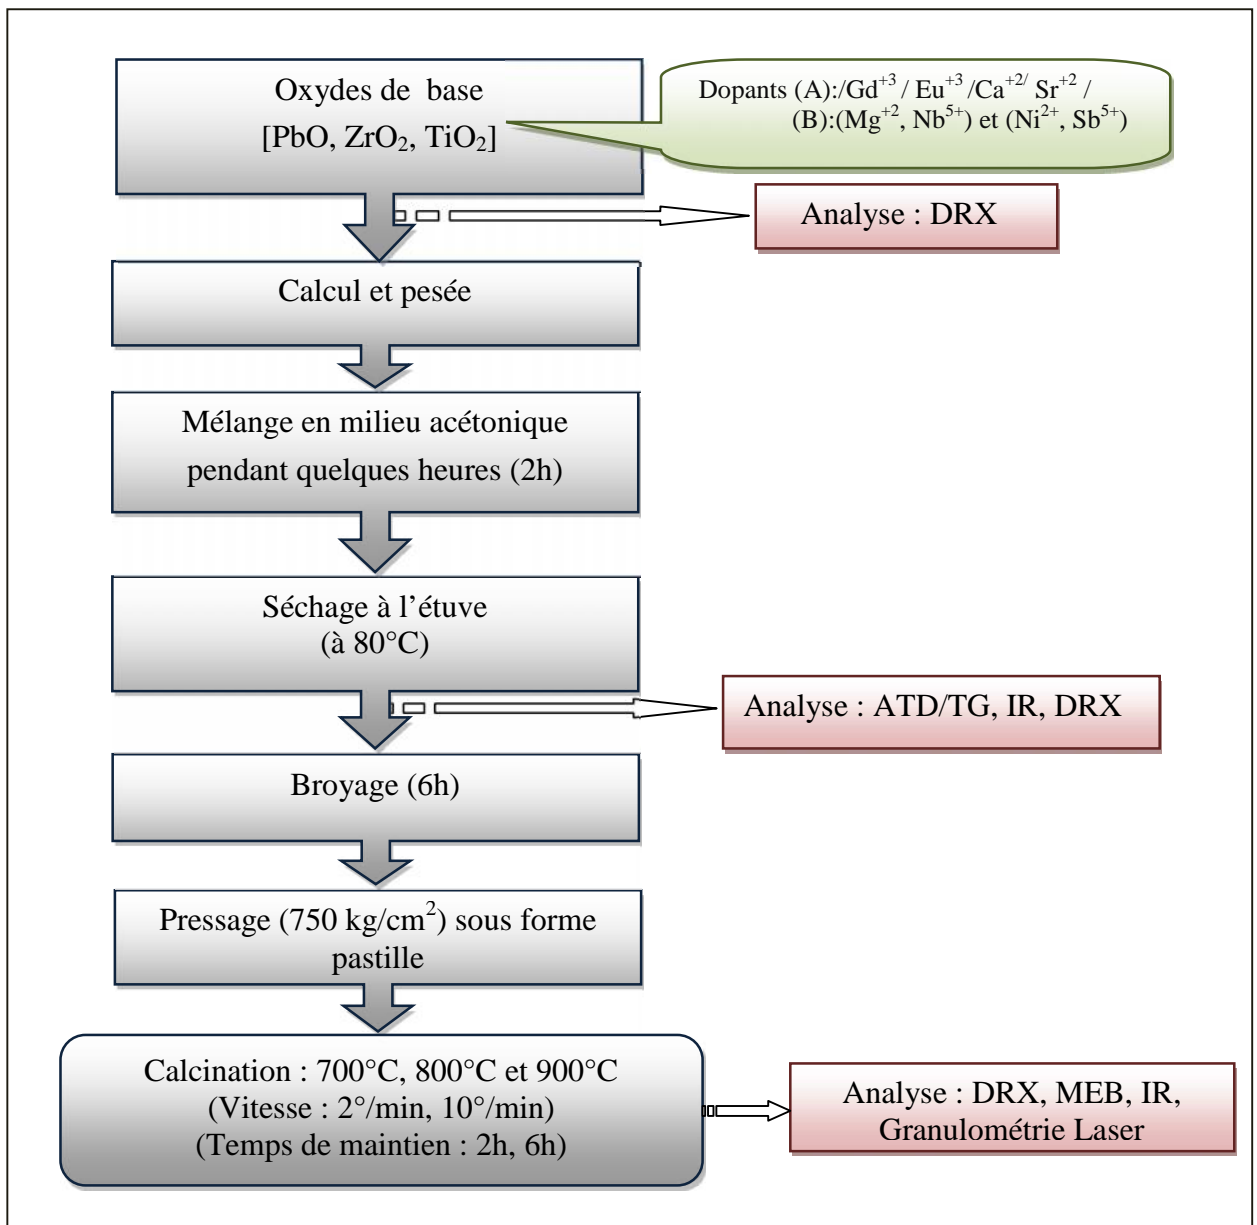 Oxydes de base
[PbO, ZrO₂, TiO₂]
Dopants (A):/Gd⁺³ / Eu⁺³ /Ca⁺²/ Sr⁺² /
(B):(Mg⁺², Nb⁵⁺) et (Ni²⁺, Sb⁵⁺)
Analyse : DRX
Calcul et pesée
Mélange en milieu acétonique
pendant quelques heures (2h)
Séchage à l’étuve
(à 80°C)
Analyse : ATD/TG, IR, DRX
Broyage (6h)
Pressage (750 kg/cm²) sous forme
pastille
Calcination : 700°C, 800°C et 900°C
(Vitesse : 2°/min, 10°/min)
(Temps de maintien : 2h, 6h)
Analyse : DRX, MEB, IR,
Granulométrie Laser